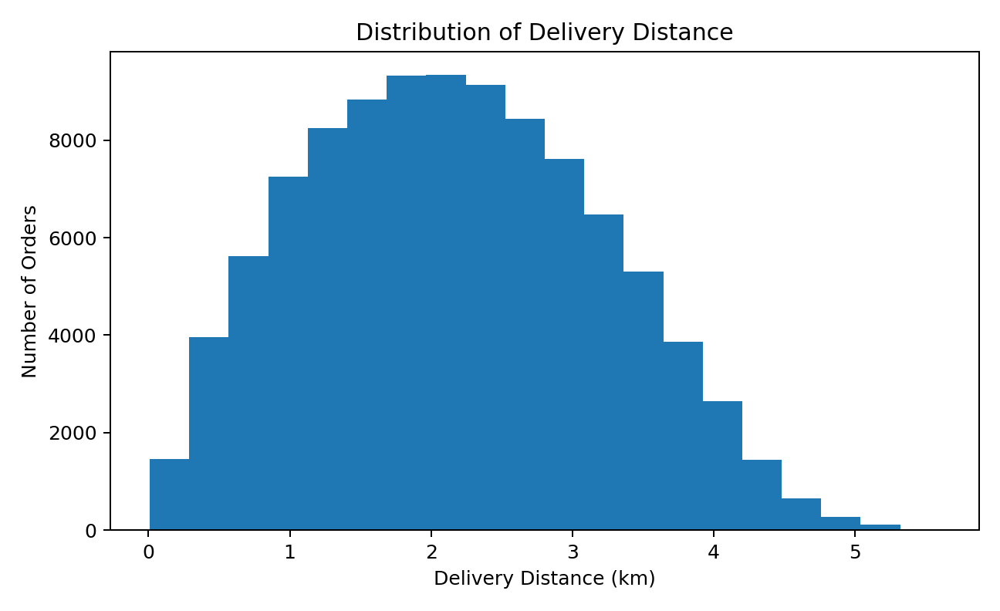 Distribution of Delivery Distance
Number of Orders
8000
6000
4000
2000
0
0 1 2 3 4 5
Delivery Distance (km)